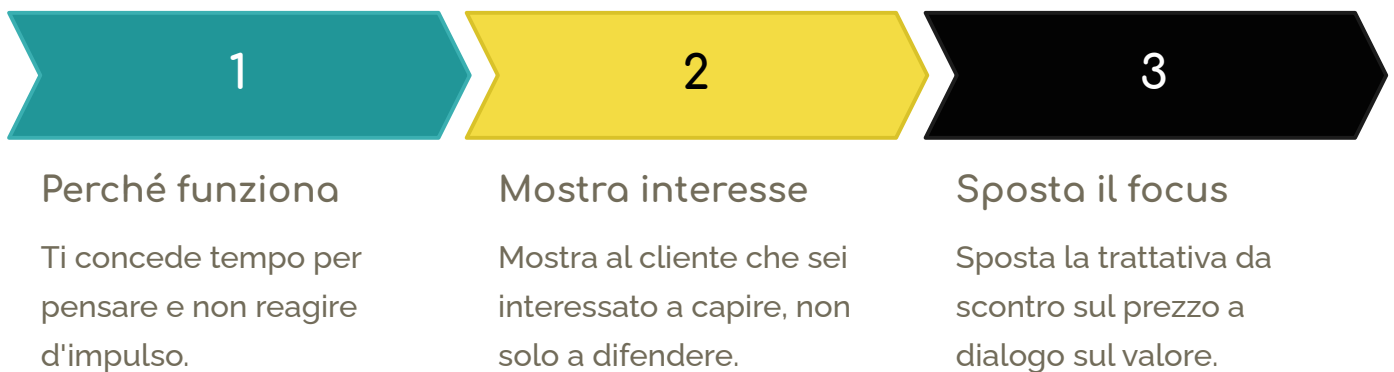 1
2
3
Perché funziona
Ti concede tempo per
pensare e non reagire
d'impulso.
Mostra interesse
Mostra al cliente che sei
interessato a capire, non
solo a difendere.
Sposta il focus
Sposta la trattativa da
scontro sul prezzo a
dialogo sul valore.